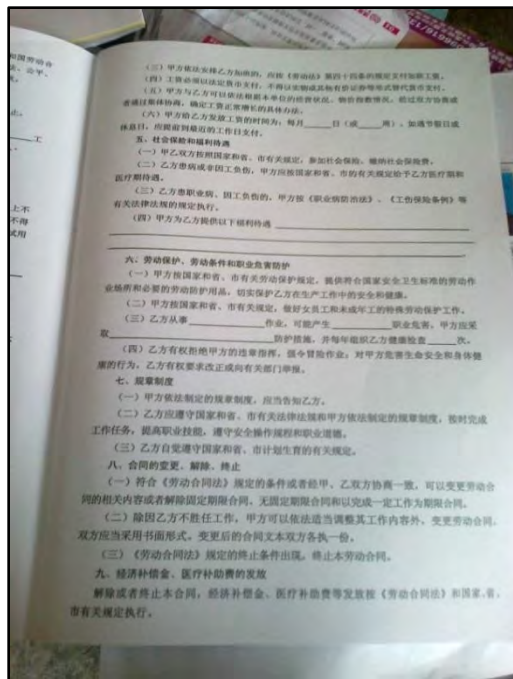 （三）甲方依法安排乙方加班的，应按《劳动法》第四十四条的规定支付加班工资。
（四）工资必须以法定货币支付，不得以实物或其他有价证券等形式替代货币支付。
（五）甲方与乙方可以依法根据本单位的经营状况、物价指数情况，经过双方协商或
者通过集体协商，确定工资正常增长的具体办法。
（六）甲方给乙方发放工资的时间为：每月______日（或______周）。如遇节假日或
休息日，应提前到最近的工作日支付。
五、社会保险和福利待遇
（一）甲乙双方按照国家和省、市有关规定，参加社会保险，缴纳社会保险费。
（二）乙方患病或非因工负伤，甲方应按国家和省、市的有关规定给予乙方医疗期和
医疗期待遇。
（三）乙方患职业病、因工负伤的，甲方按《职业病防治法》、《工伤保险条例》等
有关法律法规的规定执行。
（四）甲方为乙方提供以下福利待遇
六、劳动保护、劳动条件和职业危害防护
（一）甲方按国家和省、市有关劳动保护规定，提供符合国家安全卫生标准的劳动作
业场所和必要的劳动防护用品，切实保护乙方在生产工作中的安全和健康。
（二）甲方按国家和省、市有关规定，做好女员工和未成年工的特殊劳动保护工作。
（三）乙方从事____________作业，可能产生__________职业危害，甲方应采
取____________________防护措施，并每年组织乙方健康检查______次。
（四）乙方有权拒绝甲方的违章指挥，强令冒险作业；对甲方危害生命安全和身体健
康的行为，乙方有权要求改正或向有关部门举报。
七、规章制度
（一）甲方依法制定的规章制度，应当告知乙方。
（二）乙方应遵守国家和省、市有关法律法规和甲方依法制定的规章制度，按时完成
工作任务，提高职业技能，遵守安全操作规程和职业道德。
（三）乙方自觉遵守国家和省、市计划生育的有关规定。
八、合同的变更、解除、终止
（一）符合《劳动合同法》规定的条件或者经甲、乙双方协商一致，可以变更劳动合
同的相关内容或者解除固定期限合同、无固定期限合同和以完成一定工作为期限合同。
（二）除因乙方不胜任工作，甲方可以依法适当调整其工作内容外，变更劳动合同，
双方应当采用书面形式。变更后的合同文本双方各执一份。
（三）《劳动合同法》规定的终止条件出现，终止本劳动合同。
九、经济补偿金、医疗补助费的发放
解除或者终止本合同，经济补偿金、医疗补助费等发放按《劳动合同法》和国家、省、
市有关规定执行。